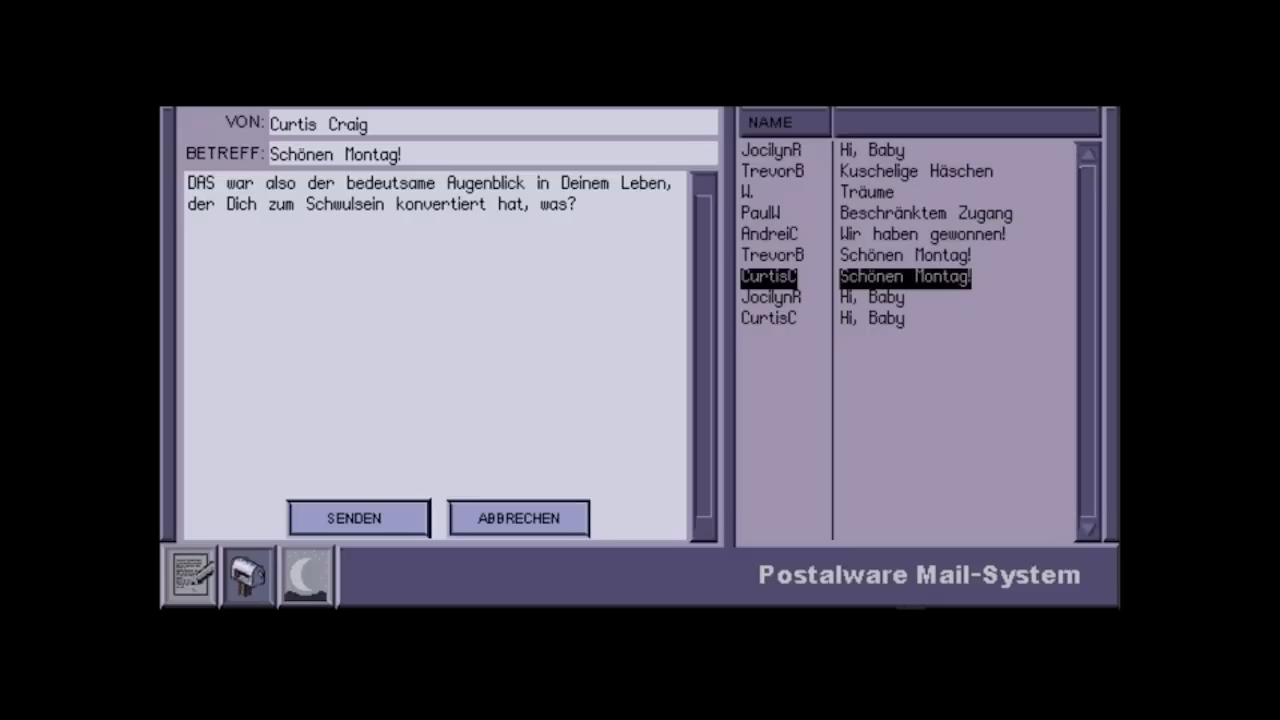 VON: Curtis Craig
BETREFF: Schönen Montag!
DAS war also der bedeutsame Augenblick in Deinem Leben,
der Dich zum Schwulsein konvertiert hat, was?
SENDEN ABBRECHEN
NAME
JocilynR Hi, Baby
TrevorB Kuschelige Häschen
W. Träume
PaulW Beschränktem Zugang
AndreiC Wir haben gewonnen!
TrevorB Schönen Montag!
CurtisC Schönen Montag!
JocilynR Hi, Baby
CurtisC Hi, Baby
Postalware Mail-System